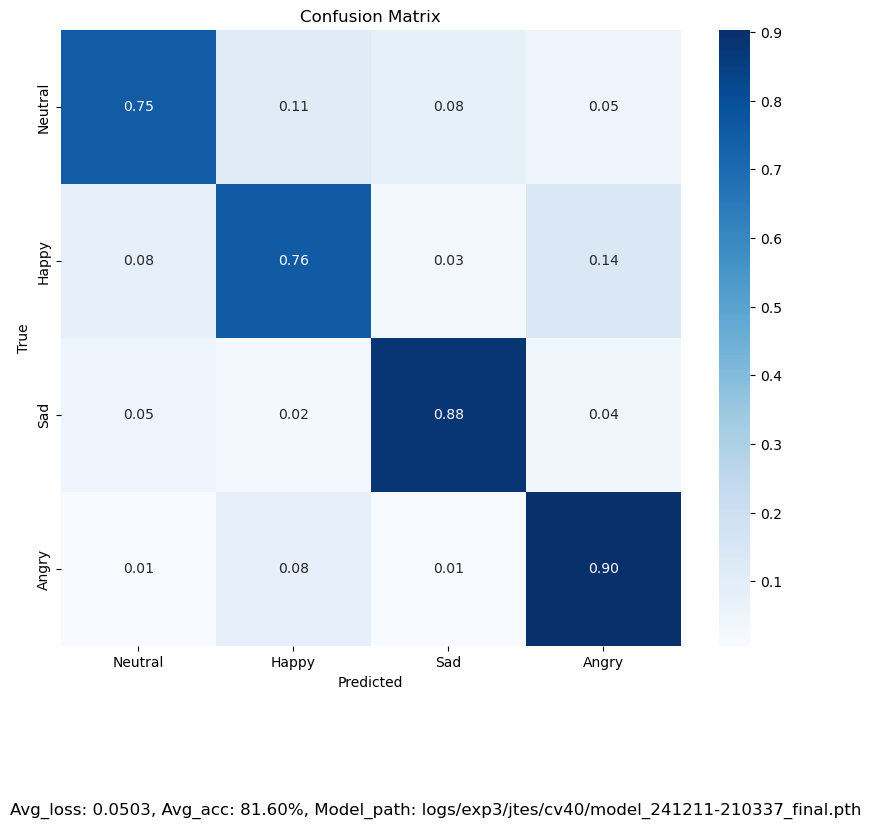 Confusion Matrix
Neutral 0.75 0.11 0.08 0.05
Happy 0.08 0.76 0.03 0.14
Sad 0.05 0.02 0.88 0.04
Angry 0.01 0.08 0.01 0.90
True
Neutral Happy Sad Angry
Predicted
0.9
0.8
0.7
0.6
0.5
0.4
0.3
0.2
0.1
Avg_loss: 0.0503, Avg_acc: 81.60%, Model_path: logs/exp3/jtes/cv40/model_241211-210337_final.pth